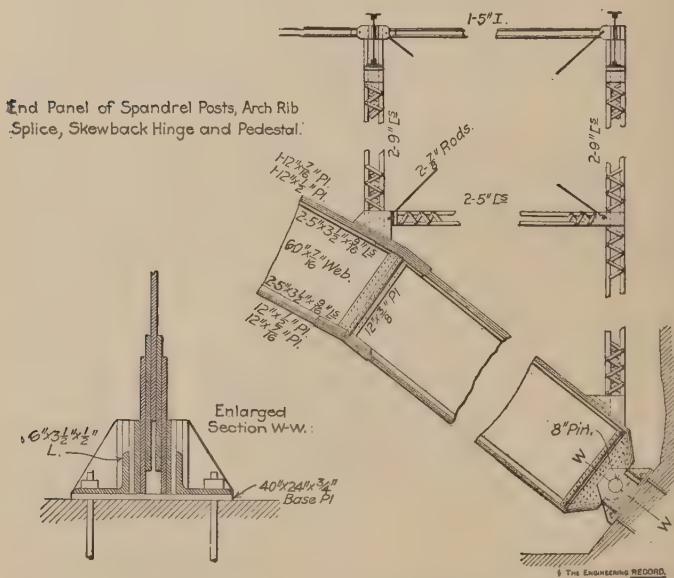 1-5" I.
End Panel of Spandrel Posts, Arch Rib
Splice, Skewback Hinge and Pedestal.
2-9" [s
2-9" [s
2-7/8" Rods.
2-5" [s
1-12"x7/16" Pl.
1-12"x1/2" Pl.
2-5"x3 1/2"x9/16" Ls
60"x7/16" Web.
2-5"x3 1/2"x9/16" Ls
12"x1/2" Pl.
12"x5/16" Pl.
12"x3/8" Pl
8" Pin.
W
W
Enlarged
Section W-W.:
6"x3 1/2"x1/2"
L.
40"x24"x3/4"
Base Pl
THE ENGINEERING RECORD.